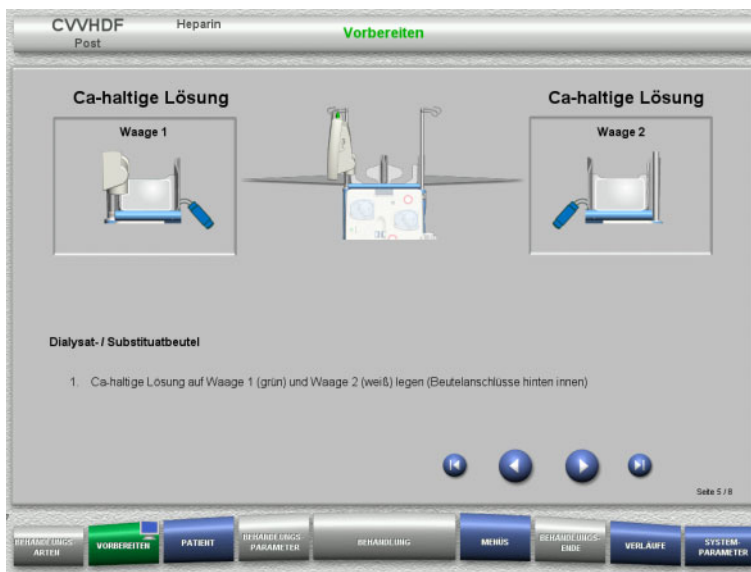 CVVHDF Heparin
Post
Vorbereiten
Ca-haltige Lösung
Waage 1
Ca-haltige Lösung
Waage 2
Dialysat- / Substituatbeutel
1. Ca-haltige Lösung auf Waage 1 (grün) und Waage 2 (weiß) legen (Beutelanschlüsse hinten innen)
Seite 5 / 8
BEHANDLUNGS-
ARTEN
VORBEREITEN
PATIENT
BEHANDLUNGS-
PARAMETER
BEHANDLUNG
MENÜS
BEHANDLUNGS-
ENDE
VERLÄUFE
SYSTEM-
PARAMETER